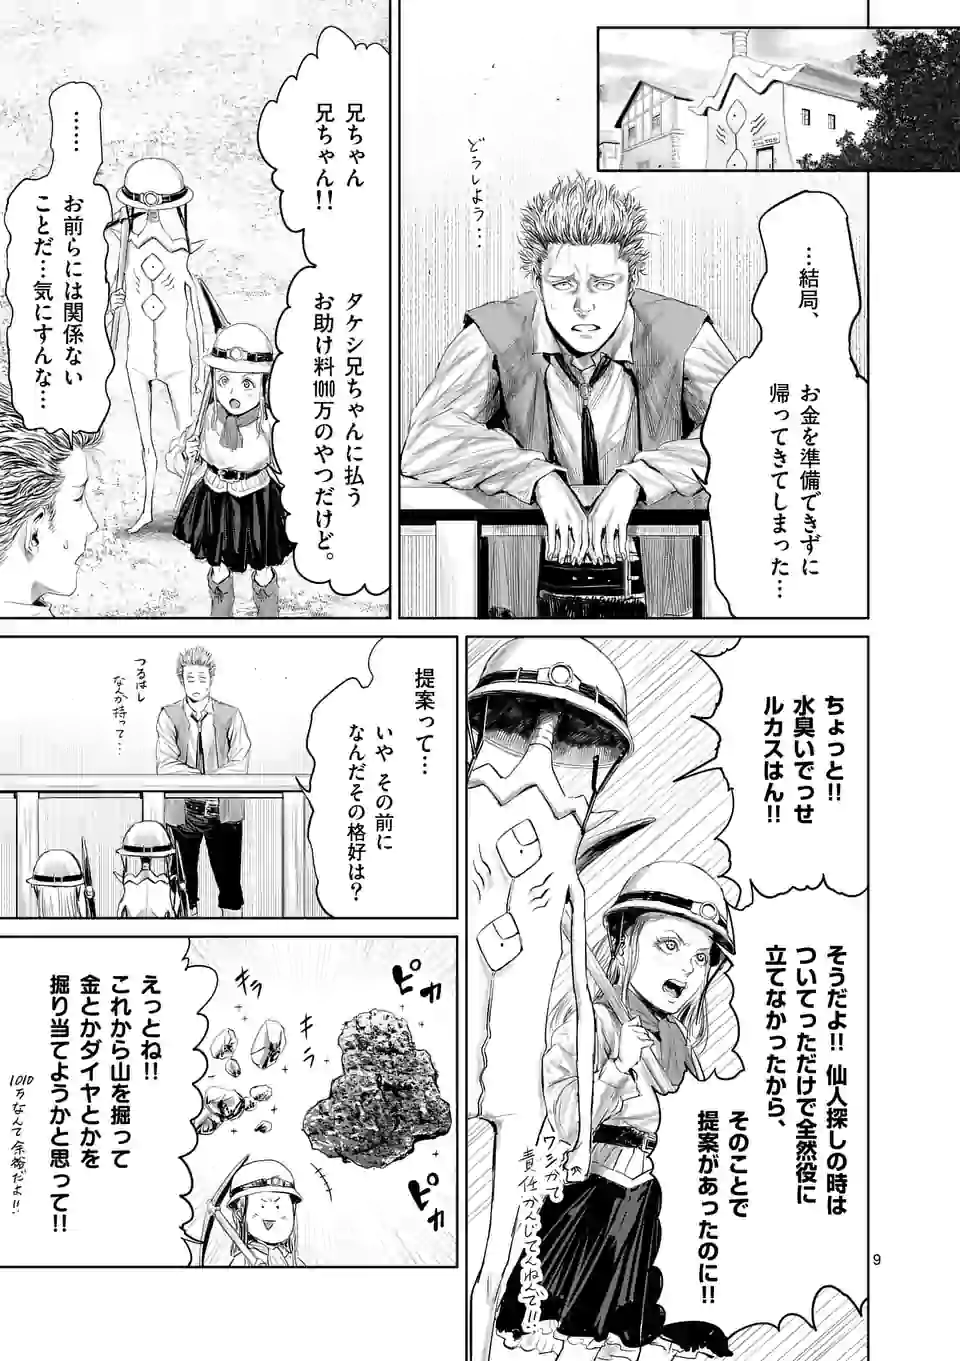 …結局、
お金を準備できずに
帰ってきてしまった…
どうしよう…
兄ちゃん
兄ちゃん!!
タケシ兄ちゃんに払う
お助け料1010万のやつだけど。
……
お前らには関係ない
ことだ…気にすんな…
ちょっと!!
水臭いでっせ
ルカスはん!!
そうだよ!!仙人探しの時は
ついてっただけで全然役に
立てなかったから、
そのことで
提案があったのに!!
ワシかて
責任かんじてんねんで!!
提案って…
いや その前に
なんだその格好は?
つるはし
なんか持って…
ピカ
ピカ
キラ
キラ
えっとね!!
これから山を掘って
金とかダイヤとかを
掘り当てようかと思って!!
1010万なんて余裕だよ!!
9